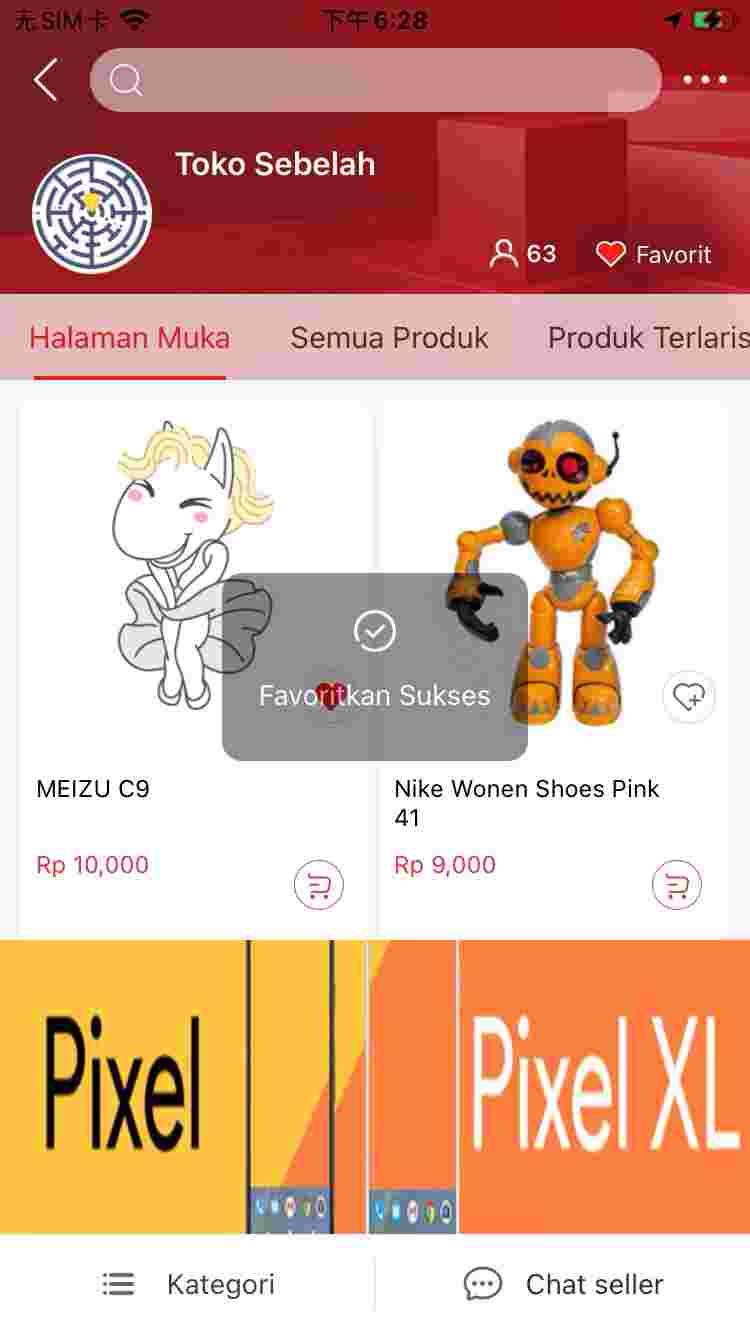 无SIM卡
下午6:28
Toko Sebelah
63
Favorit
Halaman Muka
Semua Produk
Produk Terlaris
Favoritkan Sukses
MEIZU C9
Nike Wonen Shoes Pink
41
Rp 10,000
Rp 9,000
Pixel
Pixel XL
Kategori
Chat seller